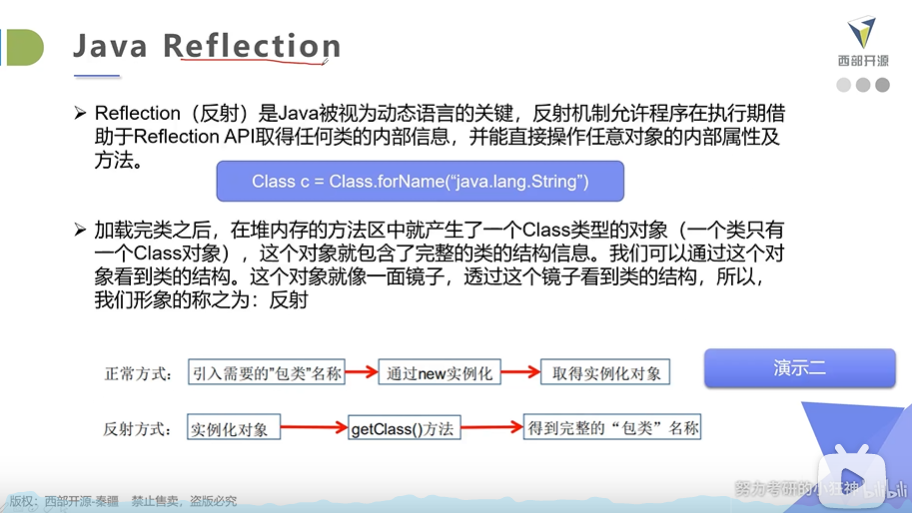 Java Reflection
西部开源
➢ Reflection（反射）是Java被视为动态语言的关键，反射机制允许程序在执行期借
助于Reflection API取得任何类的内部信息，并能直接操作任意对象的内部属性及
方法。
Class c = Class.forName(“java.lang.String”)
➢ 加载完类之后，在堆内存的方法区中就产生了一个Class类型的对象（一个类只有
一个Class对象），这个对象就包含了完整的类的结构信息。我们可以通过这个对
象看到类的结构。这个对象就像一面镜子，透过这个镜子看到类的结构，所以，
我们形象的称之为：反射
正常方式： 引入需要的”包类”名称 通过new实例化 取得实例化对象
演示二
反射方式： 实例化对象 getClass()方法 得到完整的“包类”名称
努力考研的小狂神 bilibili
版权：西部开源-秦疆 禁止售卖，盗版必究